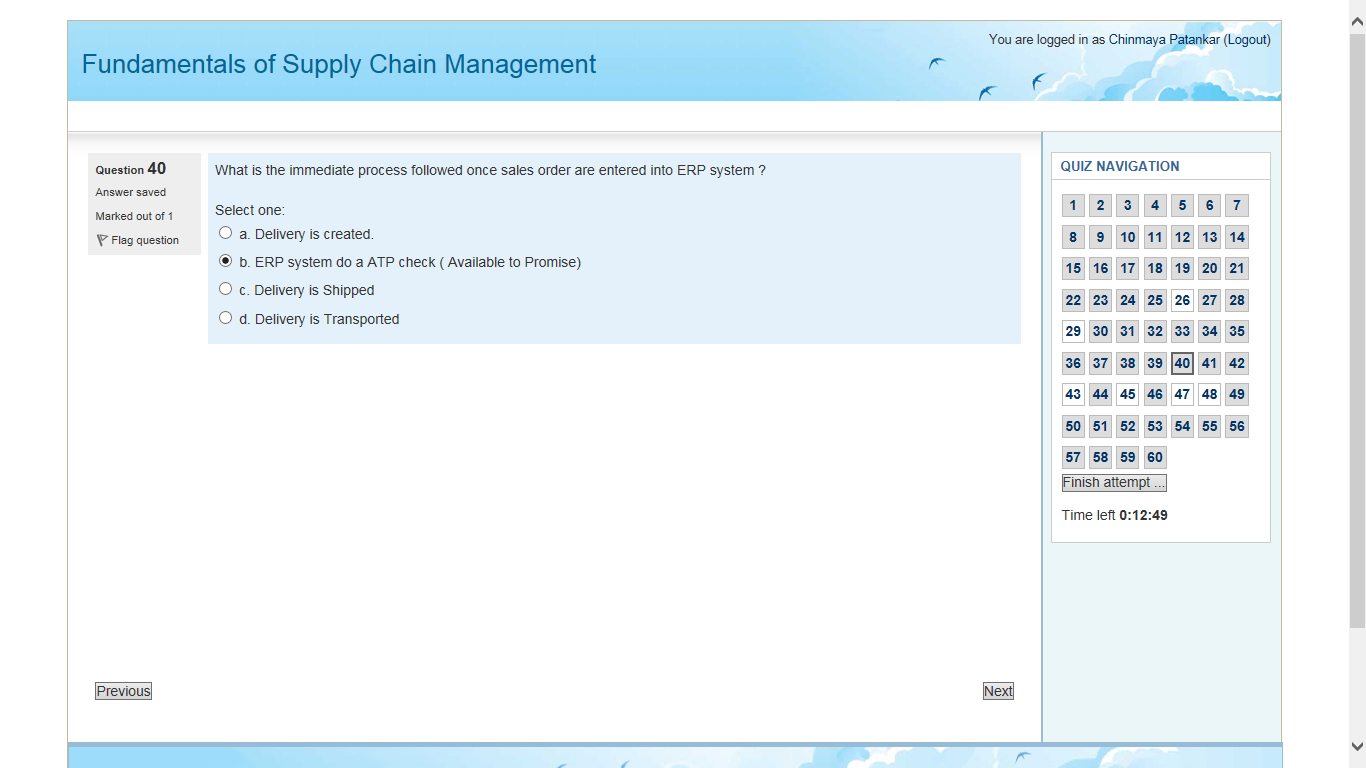 You are logged in as Chinmaya Patankar (Logout)
Fundamentals of Supply Chain Management
Question 40
Answer saved
Marked out of 1
Flag question
What is the immediate process followed once sales order are entered into ERP system ?
Select one:
a. Delivery is created.
b. ERP system do a ATP check ( Available to Promise)
c. Delivery is Shipped
d. Delivery is Transported
Previous
Next
QUIZ NAVIGATION
1 2 3 4 5 6 7
8 9 10 11 12 13 14
15 16 17 18 19 20 21
22 23 24 25 26 27 28
29 30 31 32 33 34 35
36 37 38 39 40 41 42
43 44 45 46 47 48 49
50 51 52 53 54 55 56
57 58 59 60
Finish attempt ...
Time left 0:12:49